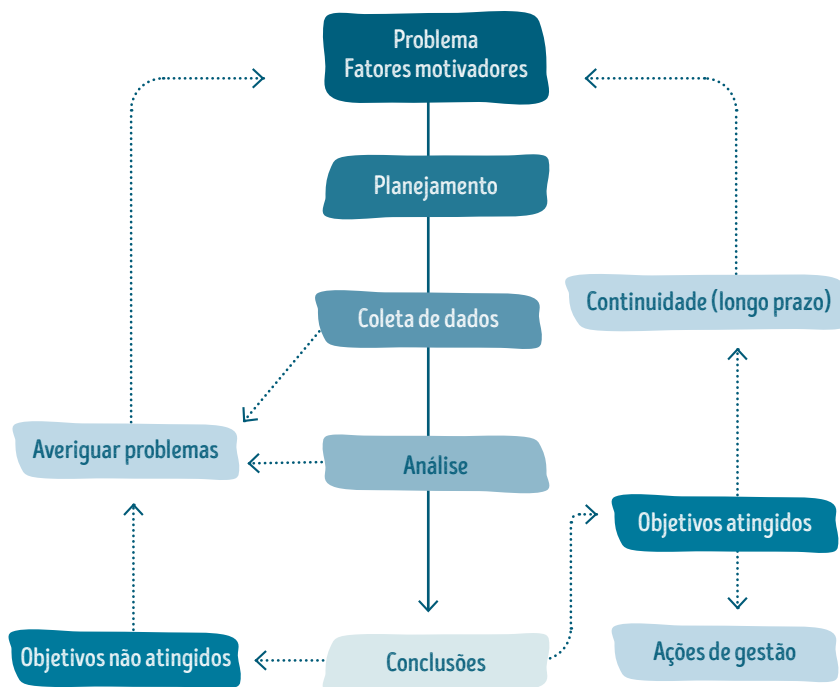 Problema
Fatores motivadores
Planejamento
Coleta de dados
Continuidade (longo prazo)
Averiguar problemas
Análise
Objetivos atingidos
Objetivos não atingidos
Conclusões
Ações de gestão